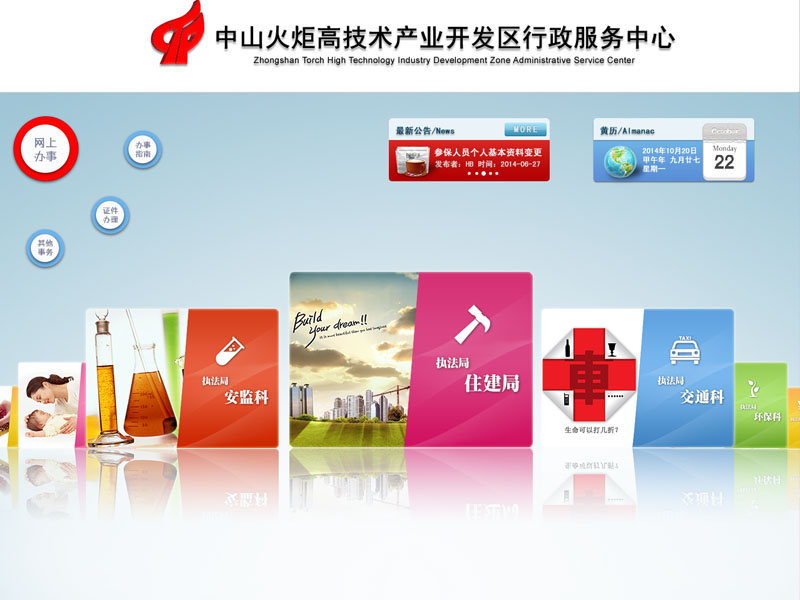 中山火炬高技术产业开发区行政服务中心
Zhongshan Torch High Technology Industry Development Zone Administrative Service Center
网上
办事
办事
指南
证件
办理
其他
事务
最新公告/News
MORE
参保人员个人基本资料变更
发布者：HB 时间：2014-06-27
黄历/Almanac
October
2014年10月20日
甲午年 九月廿七
星期一
Monday
22
执法局
安监科
Build
your dream!!
执法局
住建局
車
生命可以打几折?
TAXI
执法局
交通科
执法局
环保科